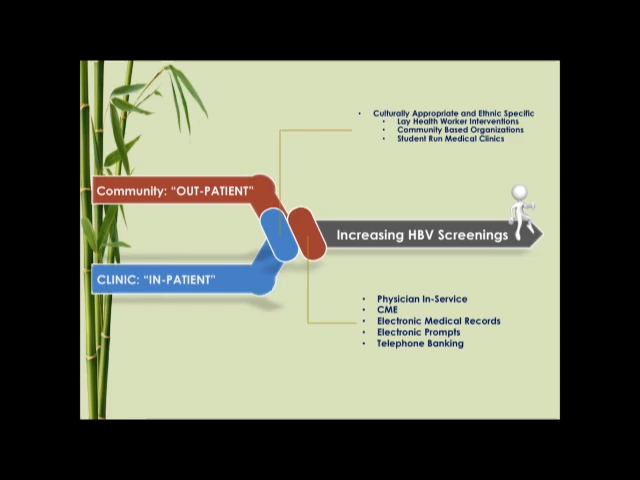 Culturally Appropriate and Ethnic Specific
Lay Health Worker Interventions
Community Based Organizations
Student Run Medical Clinics
Community: “OUT-PATIENT”
Increasing HBV Screenings
CLINIC: “IN-PATIENT”
Physician In-Service
CME
Electronic Medical Records
Electronic Prompts
Telephone Banking